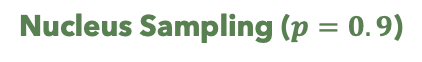 Nucleus Sampling (p = 0.9)